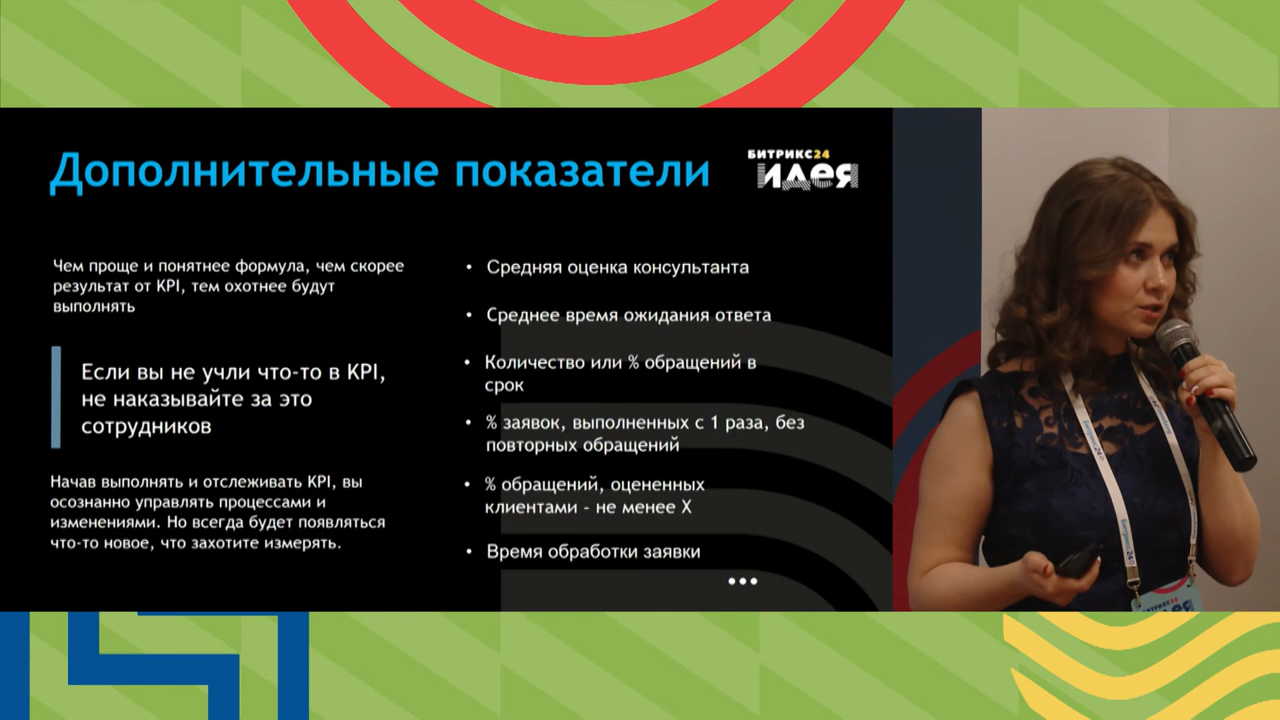 Дополнительные показатели
БИТРИКС24
идея
Чем проще и понятнее формула, чем скорее
результат от KPI, тем охотнее будут
выполнять
Если вы не учли что-то в KPI,
не наказывайте за это
сотрудников
Начав выполнять и отслеживать KPI, вы
осознанно управлять процессами и
изменениями. Но всегда будет появляться
что-то новое, что захотите измерять.
• Средняя оценка консультанта
• Среднее время ожидания ответа
• Количество или % обращений в
срок
• % заявок, выполненных с 1 раза, без
повторных обращений
• % обращений, оцененных
клиентами - не менее X
• Время обработки заявки
...
Битрикс24
БИТРИКС24
идея